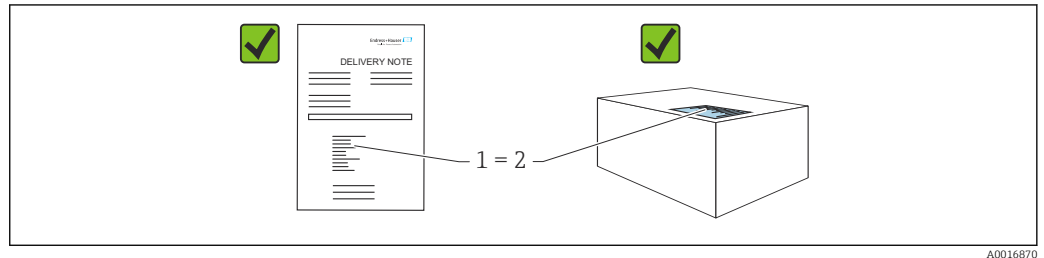 Endress+Hauser
DELIVERY NOTE
1 = 2
A0016870